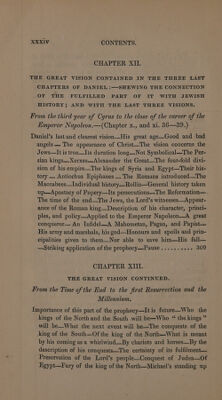 xxxiv CONTENTS.
CHAPTER XII.
THE GREAT VISION CONTAINED IN THE THREE LAST
CHAPTERS OF DANIEL:—SHEWING THE CONNECTION
OF THE FULFILLED PART OF IT WITH JEWISH
HISTORY; AND WITH THE LAST THREE VISIONS.
From the third year of Cyrus to the close of the career of the
Emperor Napoleon.—(Chapter x., and xi. 36—39.)
Daniel's last and clearest vision—His great age—Good and bad
angels—The appearance of Christ—The vision concerns the
Jews—It is true—Its duration long—Not Symbolical—The Per-
sian kings—Xerxes—Alexander the Great—The four-fold divi-
sion of his empire—The kings of Syria and Egypt—Their his-
tory—Antiochus Epiphanes—The Romans introduced—The
Maccabees—Individual history—Rollin—General history taken
up—Apostacy of Papacy—Its persecutions—The Reformation—
The time of the end—The Jews, the Lord's witnesses—Appear-
ance of the Roman king—Description of his character, princi-
ples, and policy—Applied to the Emperor Napoleon—A great
conqueror—An Infidel—A Mahometan, Pagan, and Papist—
His army and marshals, his god—Honours and spoils and prin-
cipalities given to them—Nor able to save him—His fall—
—Striking application of the prophecy—Pause 300
CHAPTER XIII.
THE GREAT VISION CONTINUED.
From the Time of the End to the first Resurrection and the
Millennium.
Importance of this part of the prophecy—It is future—Who the
kings of the North and the South will be—Who "the kings"
will be—What the next event will be—The conquests of the
king of the South—Of the king of the North—What is meant
by his coming as a whirlwind—By chariots and horses—By the
description of his conquests—The certainty of its fulfilment—
Preservation of the Lord's people—Conquest of Judea—Of
Egypt—Fury of the king of the North—Michael's standing up